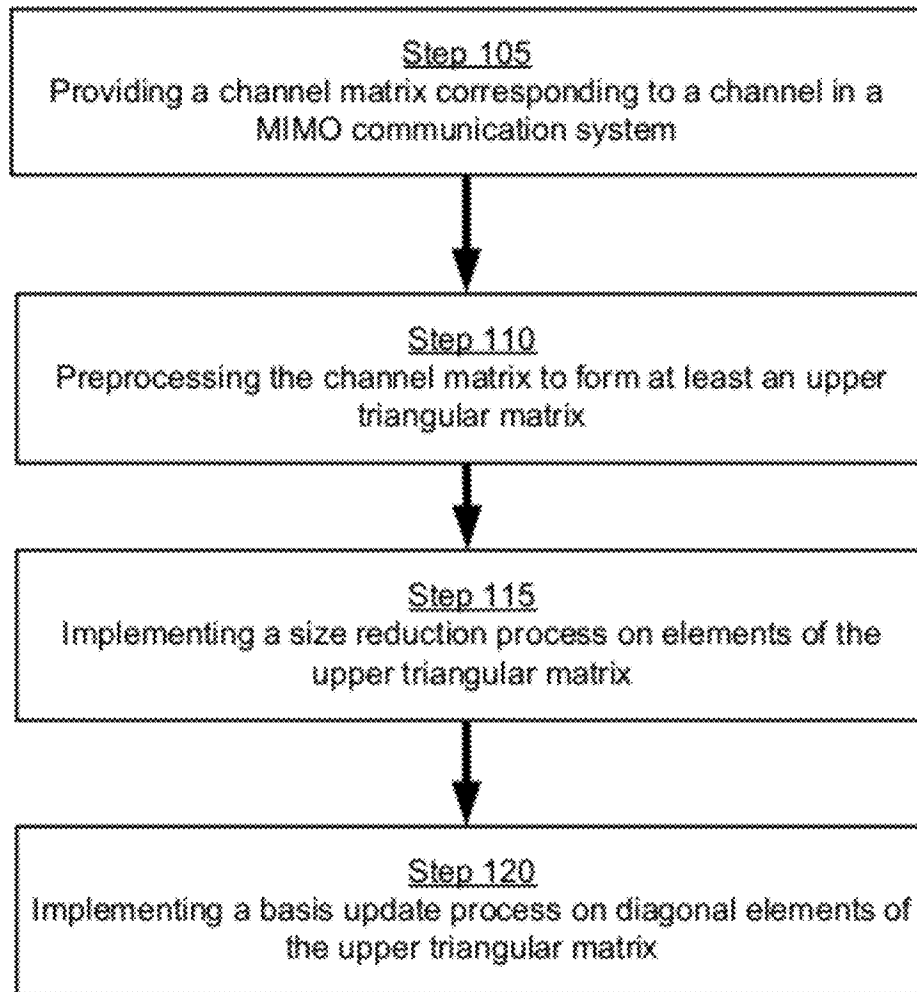 Step 105
Providing a channel matrix corresponding to a channel in a
MIMO communication system
Step 110
Preprocessing the channel matrix to form at least an upper
triangular matrix
Step 115
Implementing a size reduction process on elements of the
upper triangular matrix
Step 120
Implementing a basis update process on diagonal elements of
the upper triangular matrix